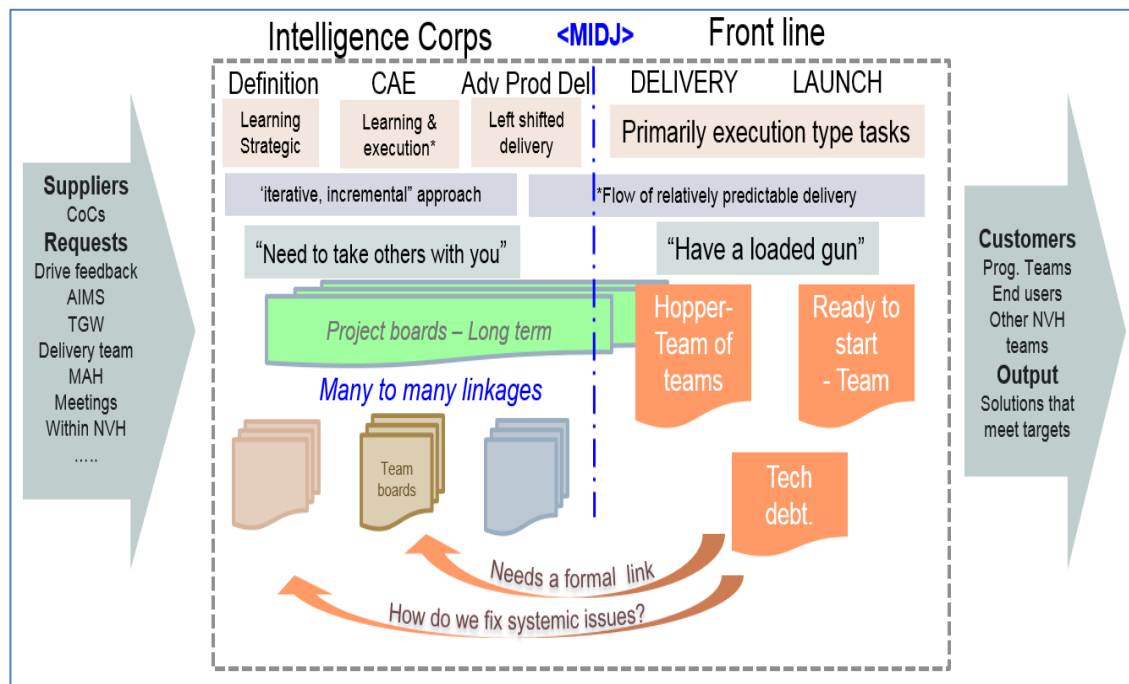 Intelligence Corps <MIDJ> Front line
Definition CAE Adv Prod Del DELIVERY LAUNCH
Learning
Strategic
Learning &
execution*
Left shifted
delivery
Primarily execution type tasks
'iterative, incremental" approach
*Flow of relatively predictable delivery
"Need to take others with you"
"Have a loaded gun"
Suppliers
CoCs
Requests
Drive feedback
AIMS
TGW
Delivery team
MAH
Meetings
Within NVH
…..
Project boards – Long term
Many to many linkages
Team
boards
Hopper-
Team of
teams
Ready to
start
- Team
Tech
debt.
Needs a formal link
How do we fix systemic issues?
Customers
Prog. Teams
End users
Other NVH
teams
Output
Solutions that
meet targets